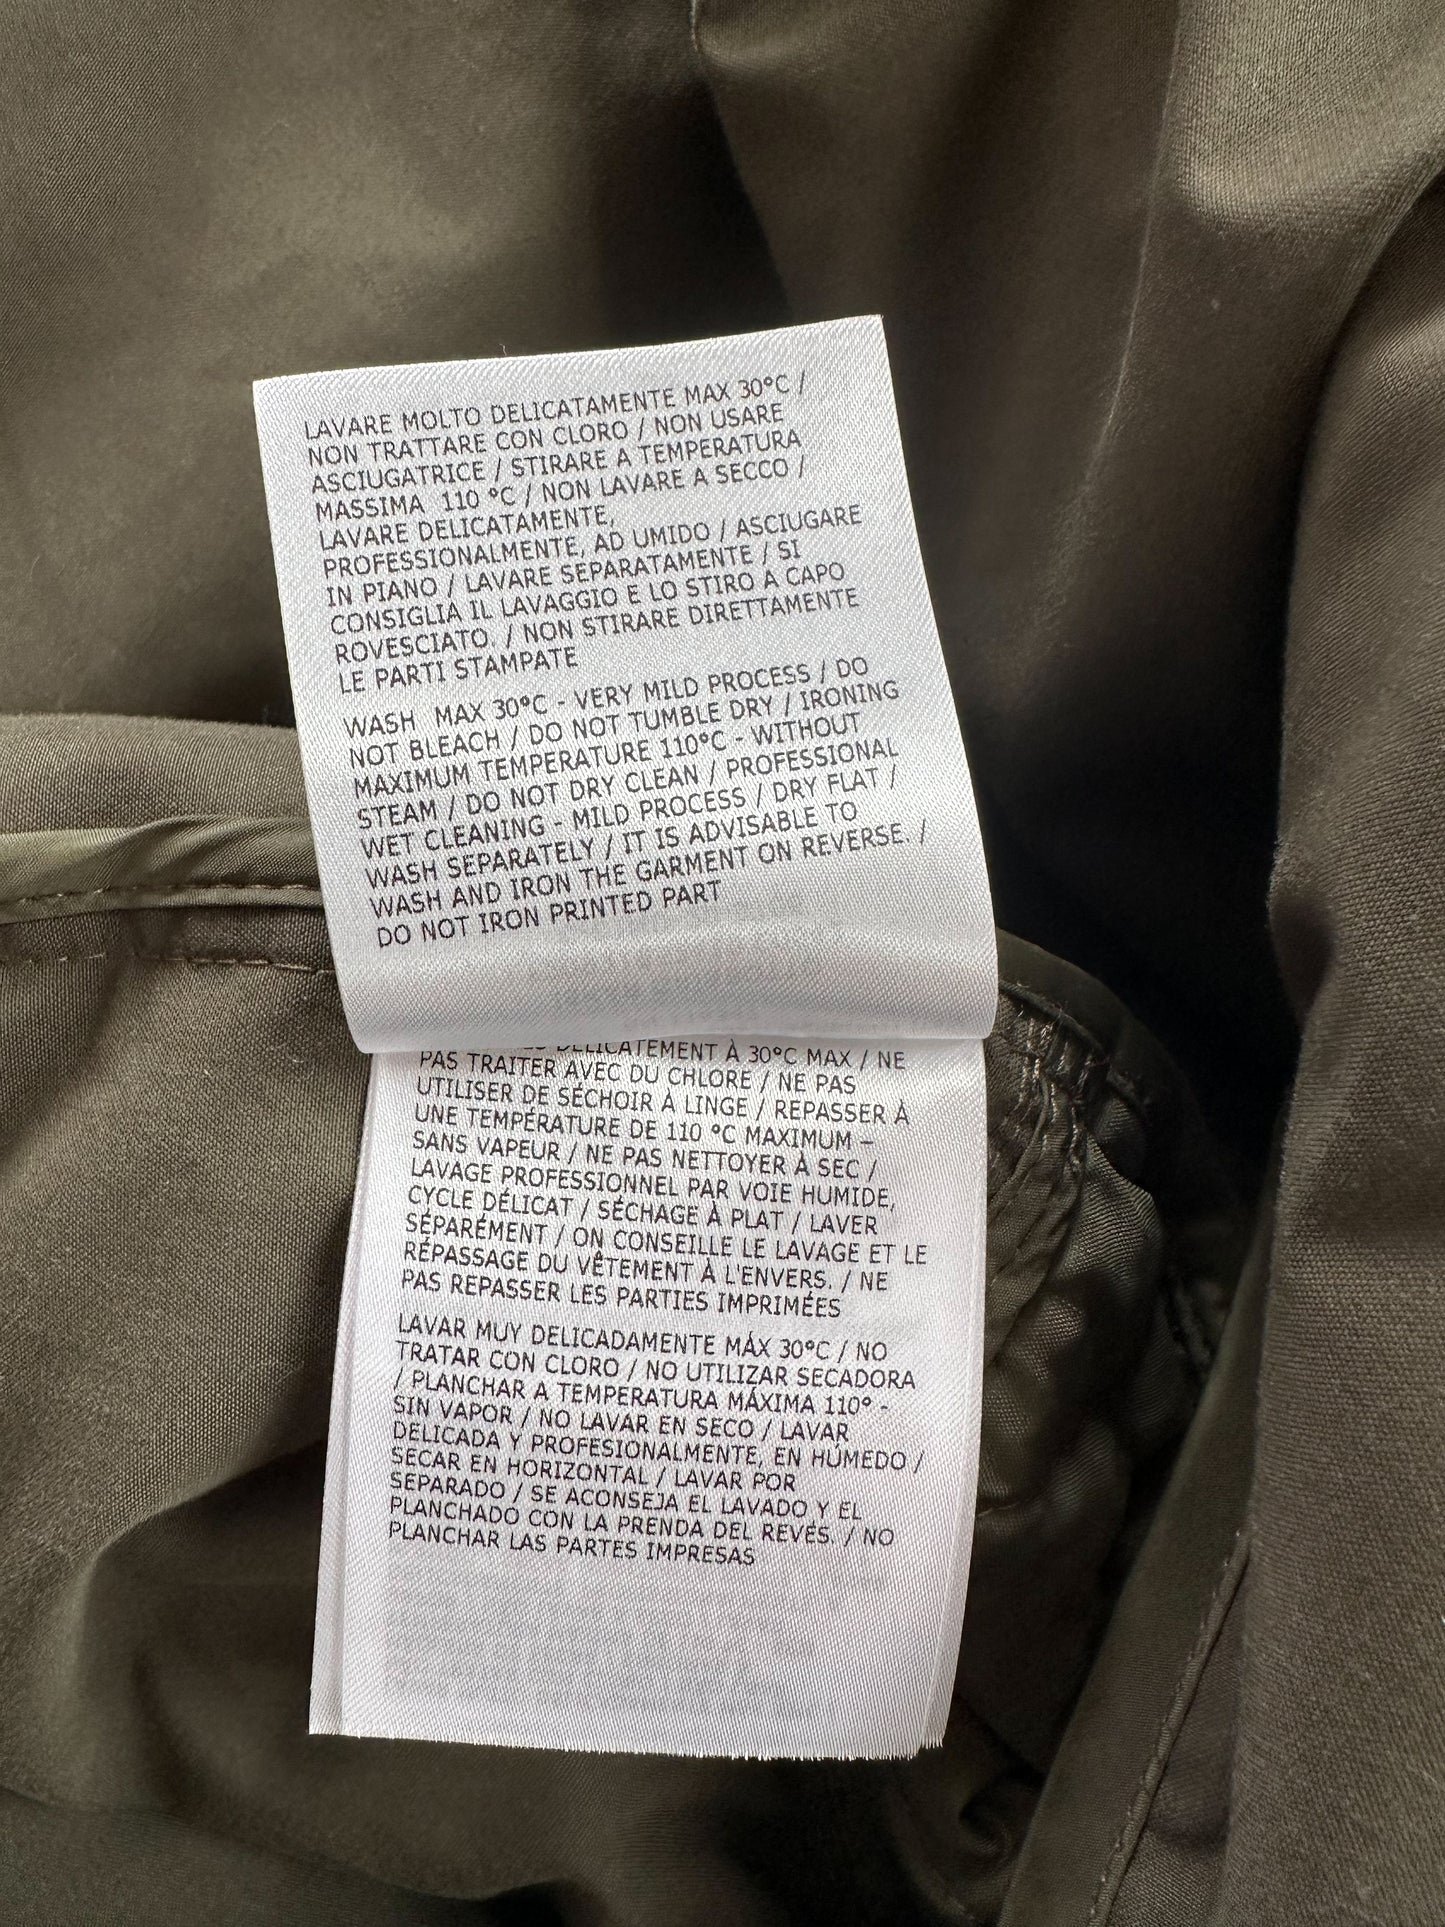 LAVARE MOLTO DELICATAMENTE MAX 30°C /
NON TRATTARE CON CLORO / NON USARE
ASCIUGATRICE / STIRARE A TEMPERATURA
MASSIMA 110 °C / NON LAVARE A SECCO /
LAVARE DELICATAMENTE,
PROFESSIONALMENTE, AD UMIDO / ASCIUGARE
IN PIANO / LAVARE SEPARATAMENTE / SI
CONSIGLIA IL LAVAGGIO E LO STIRO A CAPO
ROVESCIATO. / NON STIRARE DIRETTAMENTE
LE PARTI STAMPATE
WASH MAX 30°C - VERY MILD PROCESS / DO
NOT BLEACH / DO NOT TUMBLE DRY / IRONING
MAXIMUM TEMPERATURE 110°C - WITHOUT
STEAM / DO NOT DRY CLEAN / PROFESSIONAL
WET CLEANING - MILD PROCESS / DRY FLAT /
WASH SEPARATELY / IT IS ADVISABLE TO
WASH AND IRON THE GARMENT ON REVERSE. /
DO NOT IRON PRINTED PART
DELICATEMENT À 30°C MAX / NE
PAS TRAITER AVEC DU CHLORE / NE PAS
UTILISER DE SÉCHOIR À LINGE / REPASSER À
UNE TEMPÉRATURE DE 110 °C MAXIMUM –
SANS VAPEUR / NE PAS NETTOYER À SEC /
LAVAGE PROFESSIONNEL PAR VOIE HUMIDE,
CYCLE DÉLICAT / SÉCHAGE À PLAT / LAVER
SÉPARÉMENT / ON CONSEILLE LE LAVAGE ET LE
RÉPASSAGE DU VÊTEMENT À L'ENVERS. / NE
PAS REPASSER LES PARTIES IMPRIMÉES
LAVAR MUY DELICADAMENTE MÁX 30°C / NO
TRATAR CON CLORO / NO UTILIZAR SECADORA
/ PLANCHAR A TEMPERATURA MÁXIMA 110° -
SIN VAPOR / NO LAVAR EN SECO / LAVAR
DELICADA Y PROFESIONALMENTE, EN HÚMEDO /
SECAR EN HORIZONTAL / LAVAR POR
SEPARADO / SE ACONSEJA EL LAVADO Y EL
PLANCHADO CON LA PRENDA DEL REVÉS. / NO
PLANCHAR LAS PARTES IMPRESAS